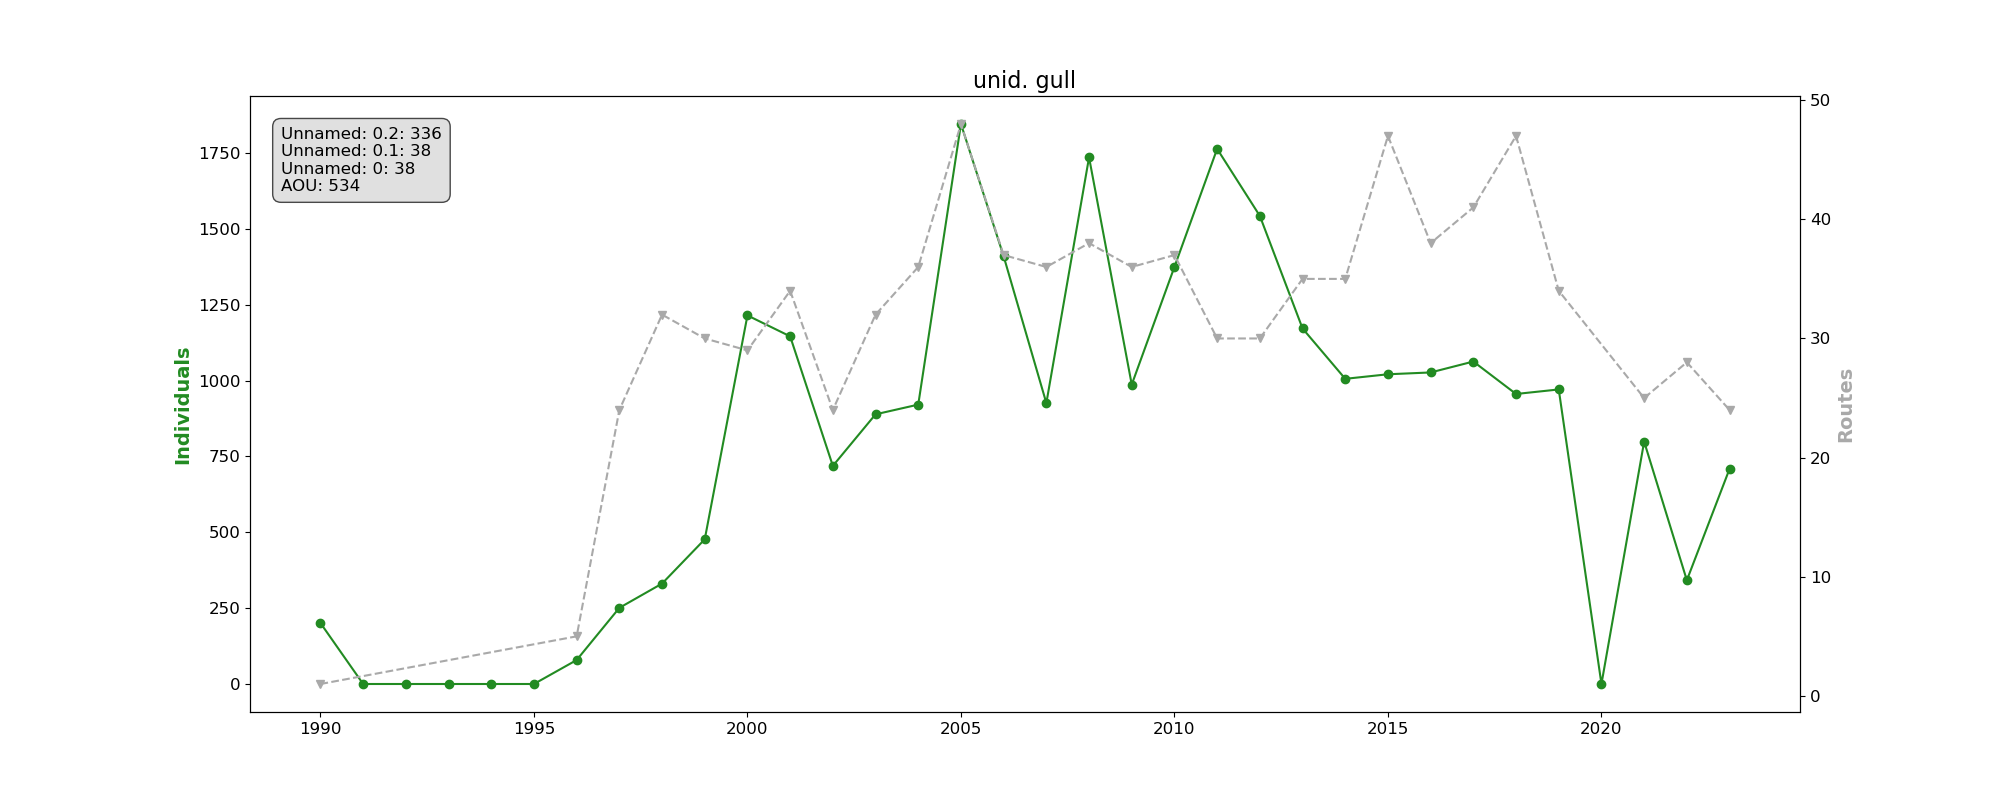 unid. gull
Unnamed: 0.2: 336
Unnamed: 0.1: 38
Unnamed: 0: 38
AOU: 534
Individuals
1750
1500
1250
1000
750
500
250
0
50
40
30
20
10
0
Routes
1990 1995 2000 2005 2010 2015 2020